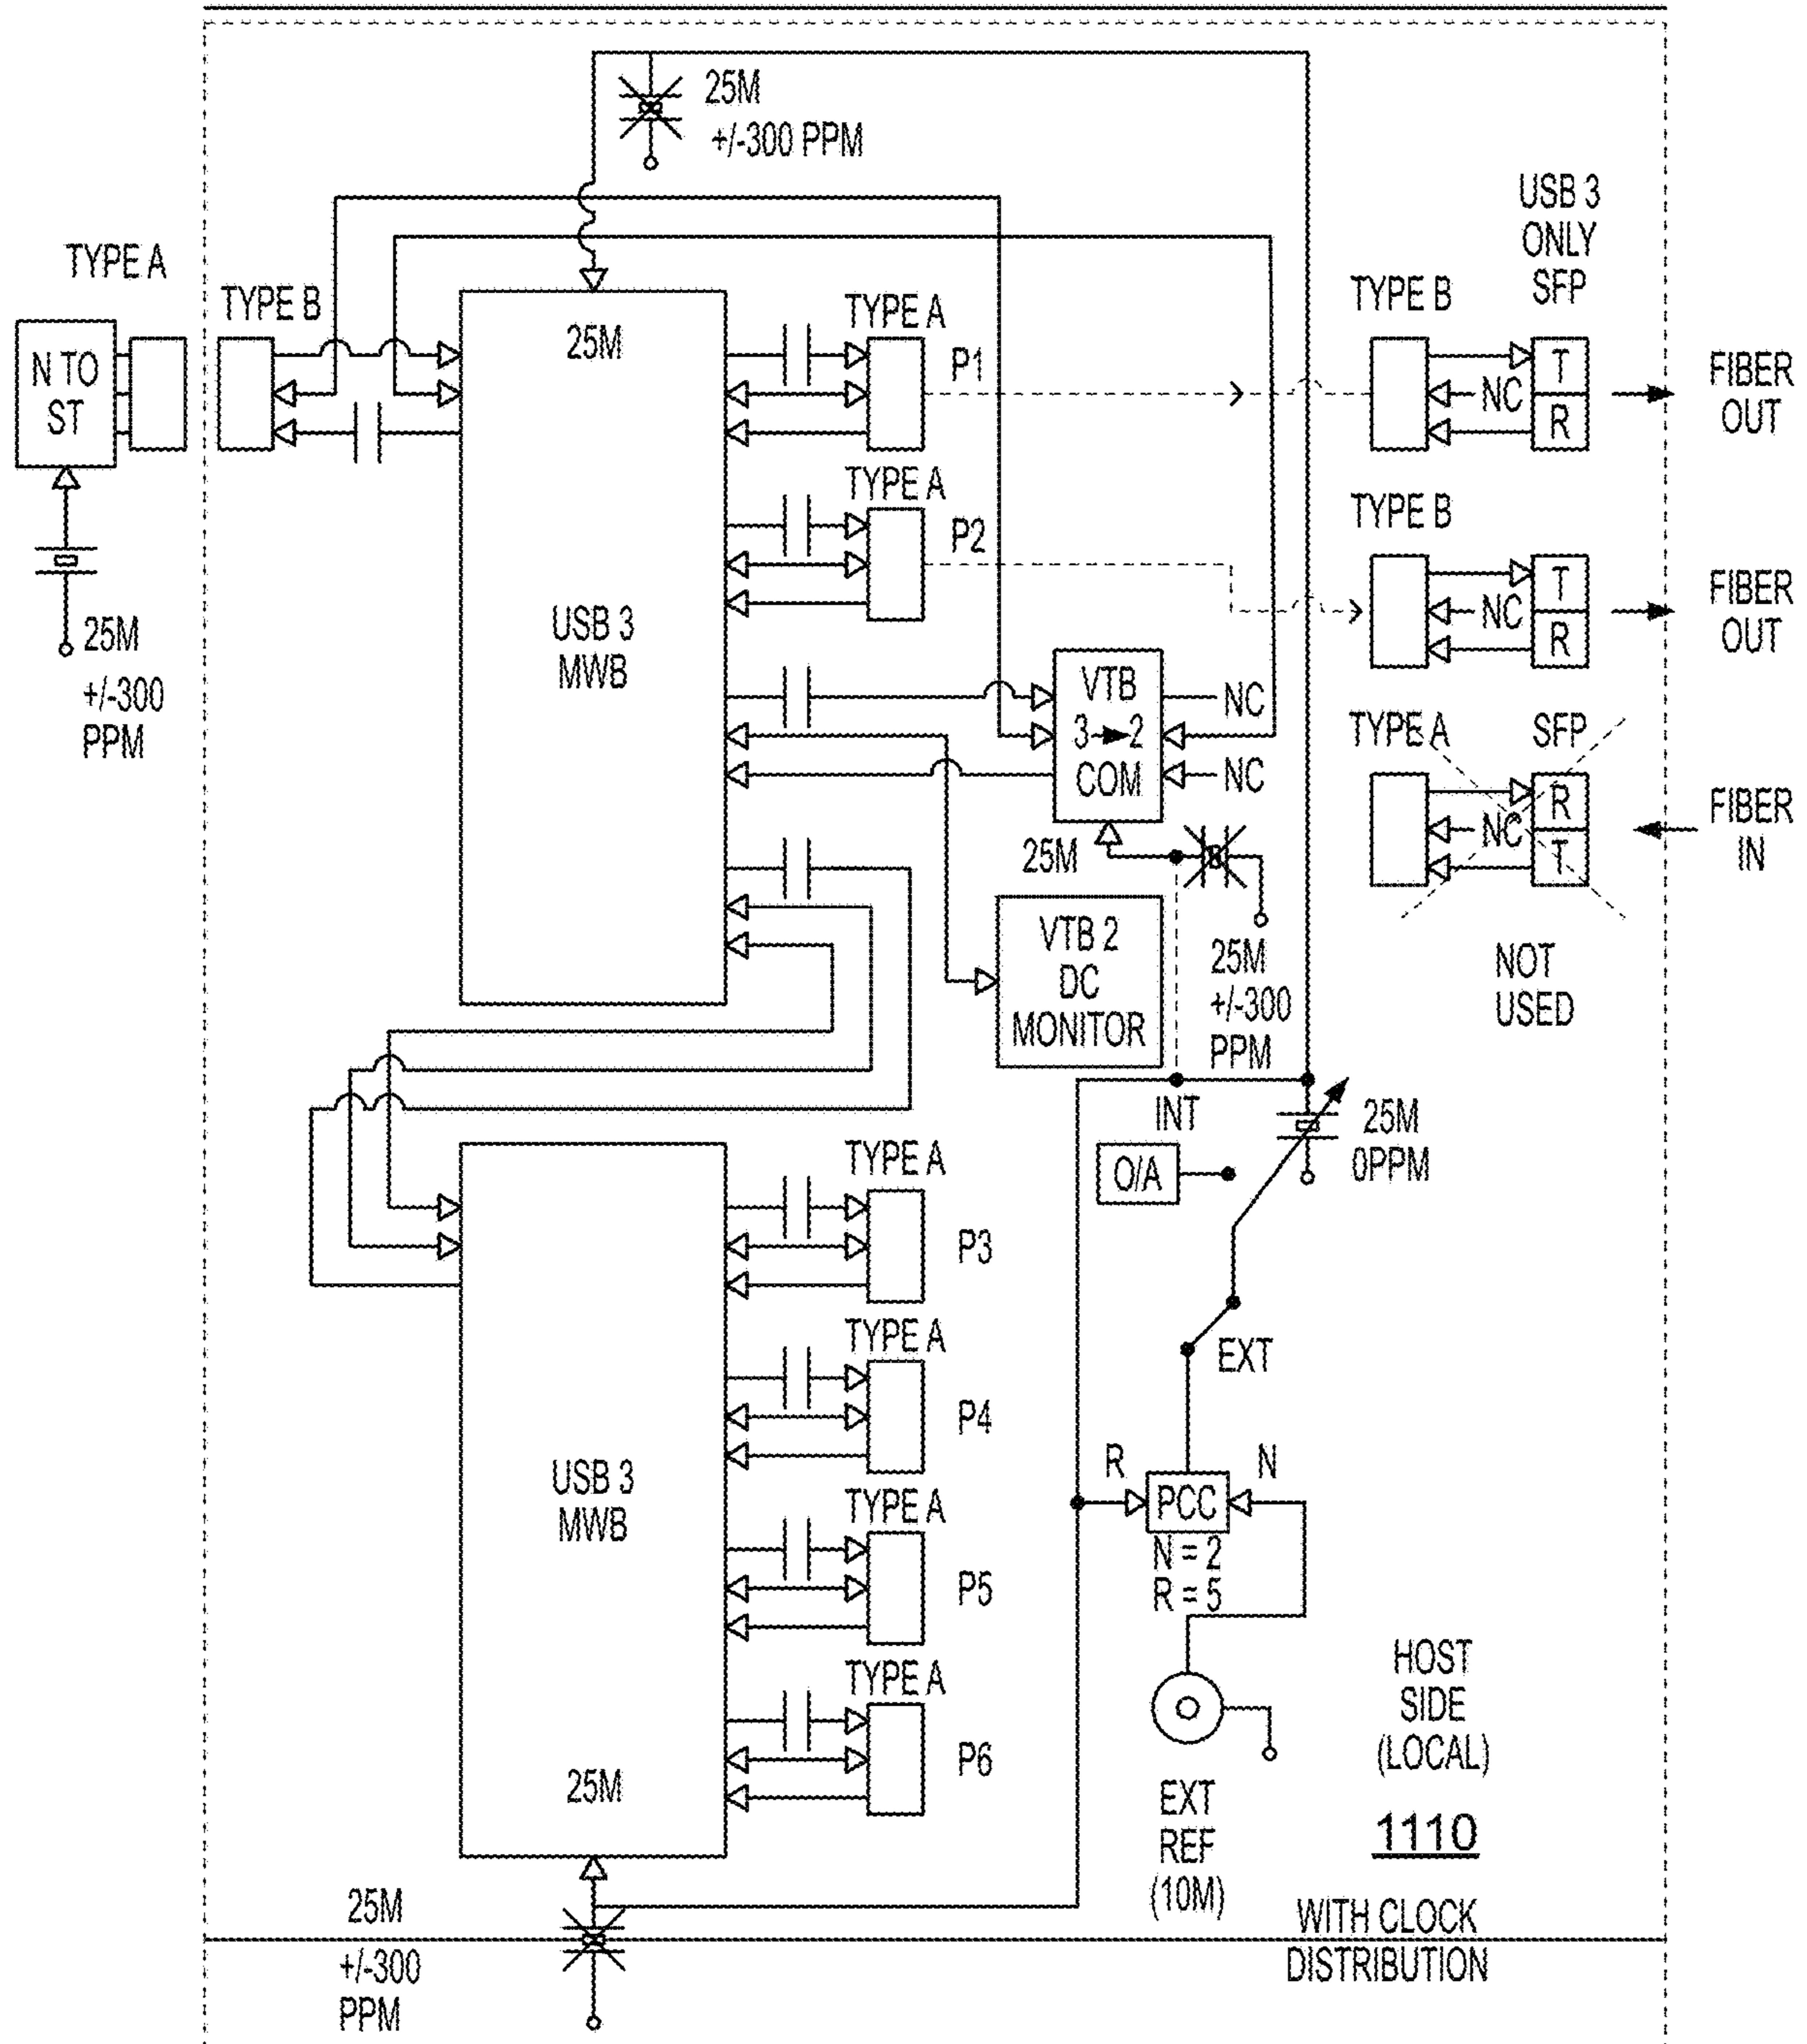 25M
+/-300 PPM
USB 3
ONLY
SFP
TYPE A
TYPE B
TYPE A
TYPE B
N TO
ST
25M
P1
T
NC
R
FIBER
OUT
TYPE A
P2
TYPE B
T
NC
R
FIBER
OUT
25M
+/-300
PPM
USB 3
MWB
VTB
3 2
COM
NC
NC
TYPE A
SFP
R
NC
T
FIBER
IN
25M
VTB 2
DC
MONITOR
25M
+/-300
PPM
NOT
USED
INT
25M
0PPM
O/A
TYPE A
P3
EXT
TYPE A
P4
R
N
PCC
N = 2
R = 5
USB 3
MWB
TYPE A
P5
TYPE A
P6
25M
EXT
REF
(10M)
HOST
SIDE
(LOCAL)
1110
WITH CLOCK
DISTRIBUTION
25M
+/-300
PPM